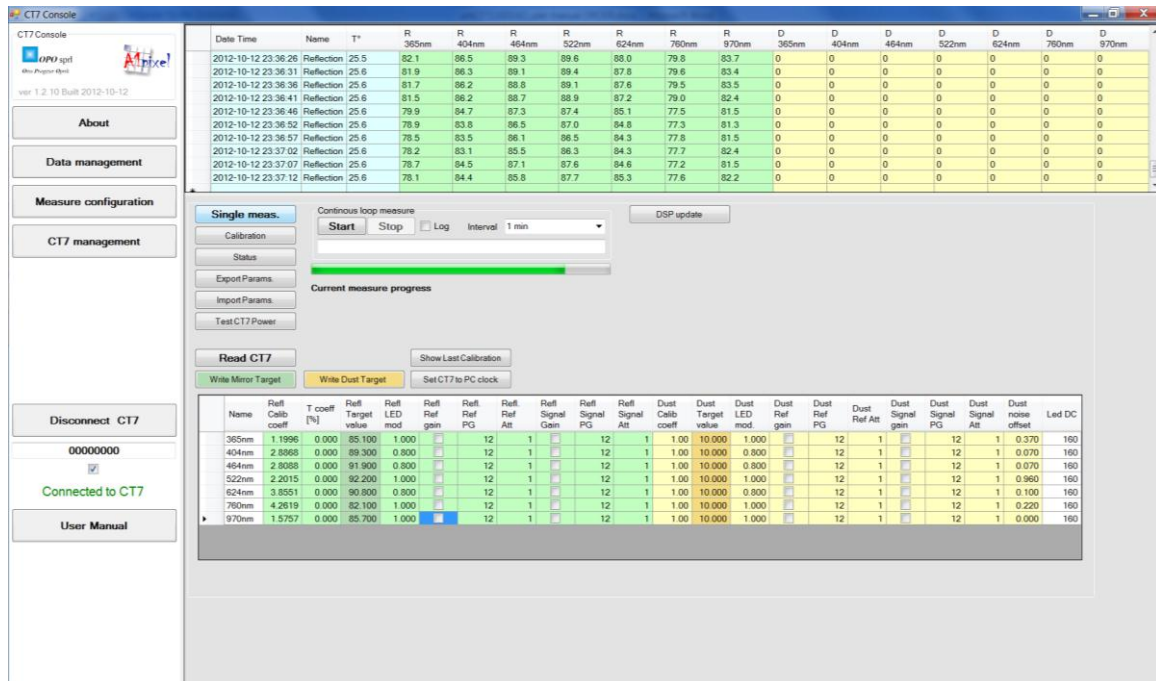 CT7 Console
CT7 Console
OPO spd
Alpixel
ver 1.2.10 Built 2012-10-12
About
Data management
Measure configuration
CT7 management
Disconnect CT7
00000000
Connected to CT7
User Manual
Date Time Name T° R 365nm R 404nm R 464nm R 522nm R 624nm R 760nm R 970nm D 365nm D 404nm D 464nm D 522nm D 624nm D 760nm D 970nm
2012-10-12 23:36:26 Reflection 25.5 82.1 86.5 89.3 89.6 88.0 79.8 83.7 0 0 0 0 0 0 0
2012-10-12 23:36:31 Reflection 25.6 81.9 86.3 89.1 89.4 87.8 79.6 83.4 0 0 0 0 0 0 0
2012-10-12 23:36:36 Reflection 25.6 81.7 86.2 88.8 89.1 87.6 79.5 83.5 0 0 0 0 0 0 0
2012-10-12 23:36:41 Reflection 25.6 81.5 86.2 88.7 88.9 87.2 79.0 82.4 0 0 0 0 0 0 0
2012-10-12 23:36:46 Reflection 25.6 79.9 84.7 87.3 87.4 85.1 77.5 81.5 0 0 0 0 0 0 0
2012-10-12 23:36:52 Reflection 25.6 78.9 83.8 86.5 87.0 84.8 77.3 81.3 0 0 0 0 0 0 0
2012-10-12 23:36:57 Reflection 25.6 78.5 83.5 86.1 86.5 84.3 77.8 81.5 0 0 0 0 0 0 0
2012-10-12 23:37:02 Reflection 25.6 78.2 83.1 85.5 86.3 84.3 77.7 82.4 0 0 0 0 0 0 0
2012-10-12 23:37:07 Reflection 25.6 78.7 84.5 87.1 87.6 84.6 77.2 81.5 0 0 0 0 0 0 0
2012-10-12 23:37:12 Reflection 25.6 78.1 84.4 85.8 87.7 85.3 77.6 82.2 0 0 0 0 0 0 0
Single meas.
Calibration
Status
Export Params.
Import Params.
Test CT7 Power
Continous loop measure
Start Stop Log Interval 1 min
Current measure progress
DSP update
Read CT7
Show Last Calibration
Write Mirror Target
Write Dust Target
Set CT7 to PC clock
Name Refl Calib coeff T coeff [%] Refl Target value Refl LED mod Refl Ref gain Refl. Ref PG Refl. Ref Att Refl Signal Gain Refl Signal PG Refl Signal Att Dust Calib coeff Dust Target value Dust LED mod. Dust Ref gain Dust Ref PG Dust Ref Att Dust Signal gain Dust Signal PG Dust Signal Att Dust noise offset Led DC
365nm 1.1996 0.000 85.100 1.000 12 1 12 1 1.00 10.000 1.000 12 1 12 1 0.370 160
404nm 2.8868 0.000 89.300 0.800 12 1 12 1 1.00 10.000 0.800 12 1 12 1 0.070 160
464nm 2.8088 0.000 91.900 0.800 12 1 12 1 1.00 10.000 0.800 12 1 12 1 0.070 160
522nm 2.2015 0.000 92.200 1.000 12 1 12 1 1.00 10.000 1.000 12 1 12 1 0.960 160
624nm 3.8551 0.000 90.800 0.800 12 1 12 1 1.00 10.000 0.800 12 1 12 1 0.100 160
760nm 4.2619 0.000 82.100 1.000 12 1 12 1 1.00 10.000 1.000 12 1 12 1 0.220 160
970nm 1.5757 0.000 85.700 1.000 12 1 12 1 1.00 10.000 1.000 12 1 12 1 0.000 160